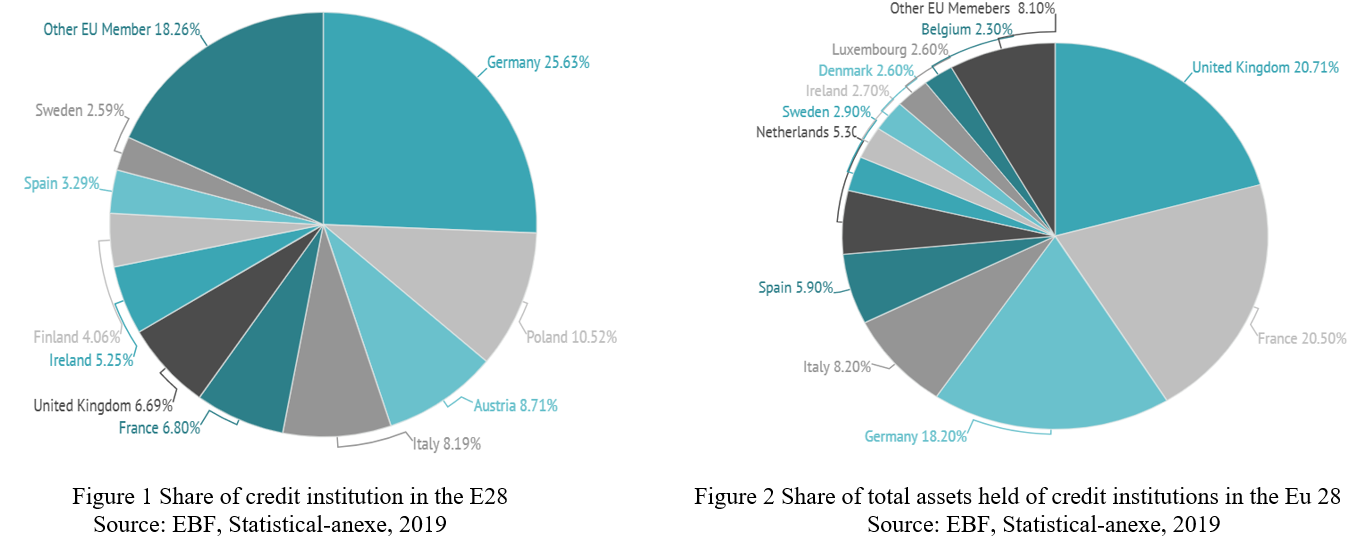 Other EU Member 18.26%
Germany 25.63%
Sweden 2.59%
Spain 3.29%
Poland 10.52%
Finland 4.06%
Ireland 5.25%
United Kingdom 6.69%
Austria 8.71%
France 6.80%
Italy 8.19%
Figure 1 Share of credit institution in the E28
Source: EBF, Statistical-anexe, 2019
Other EU Memebers 8.10%
Belgium 2.30%
Luxembourg 2.60%
United Kingdom 20.71%
Denmark 2.60%
Ireland 2.70%
Sweden 2.90%
Netherlands 5.30
Spain 5.90%
France 20.50%
Italy 8.20%
Germany 18.20%
Figure 2 Share of total assets held of credit institutions in the Eu 28
Source: EBF, Statistical-anexe, 2019